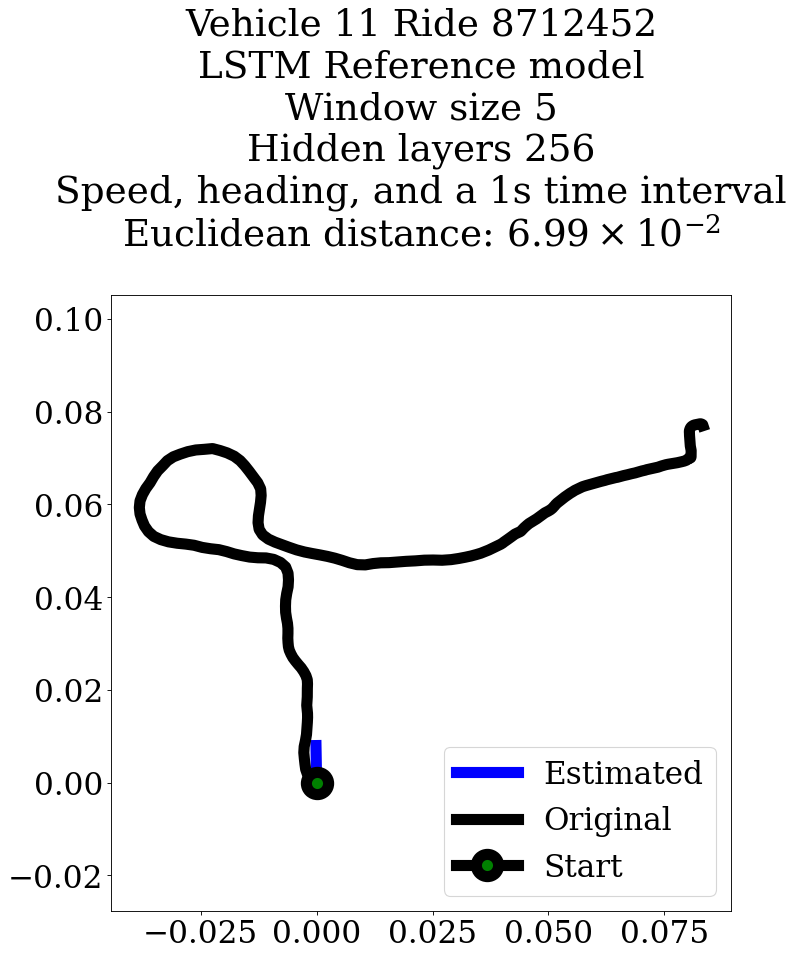 Vehicle 11 Ride 8712452
LSTM Reference model
Window size 5
Hidden layers 256
Speed, heading, and a 1s time interval
Euclidean distance: 6.99 × 10⁻²
0.10
0.08
0.06
0.04
0.02
0.00
−0.02
Estimated
Original
Start
−0.025 0.000 0.025 0.050 0.075